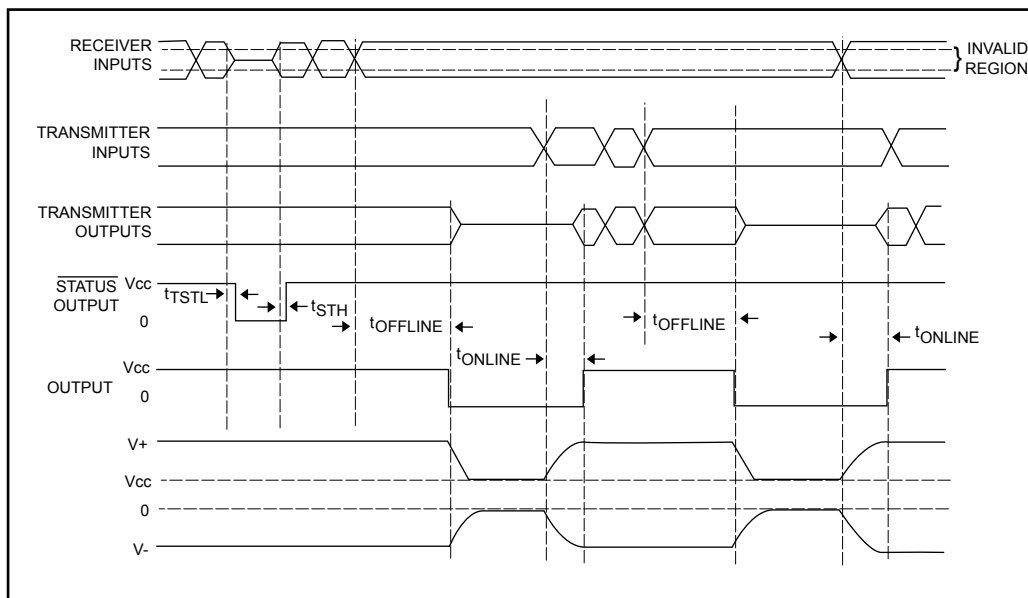 RECEIVER
INPUTS
INVALID
REGION
TRANSMITTER
INPUTS
TRANSMITTER
OUTPUTS
STATUS
OUTPUT
Vcc
0
tTSTL
tSTH
tOFFLINE
tOFFLINE
tONLINE
tONLINE
OUTPUT
Vcc
0
V+
Vcc
0
V-